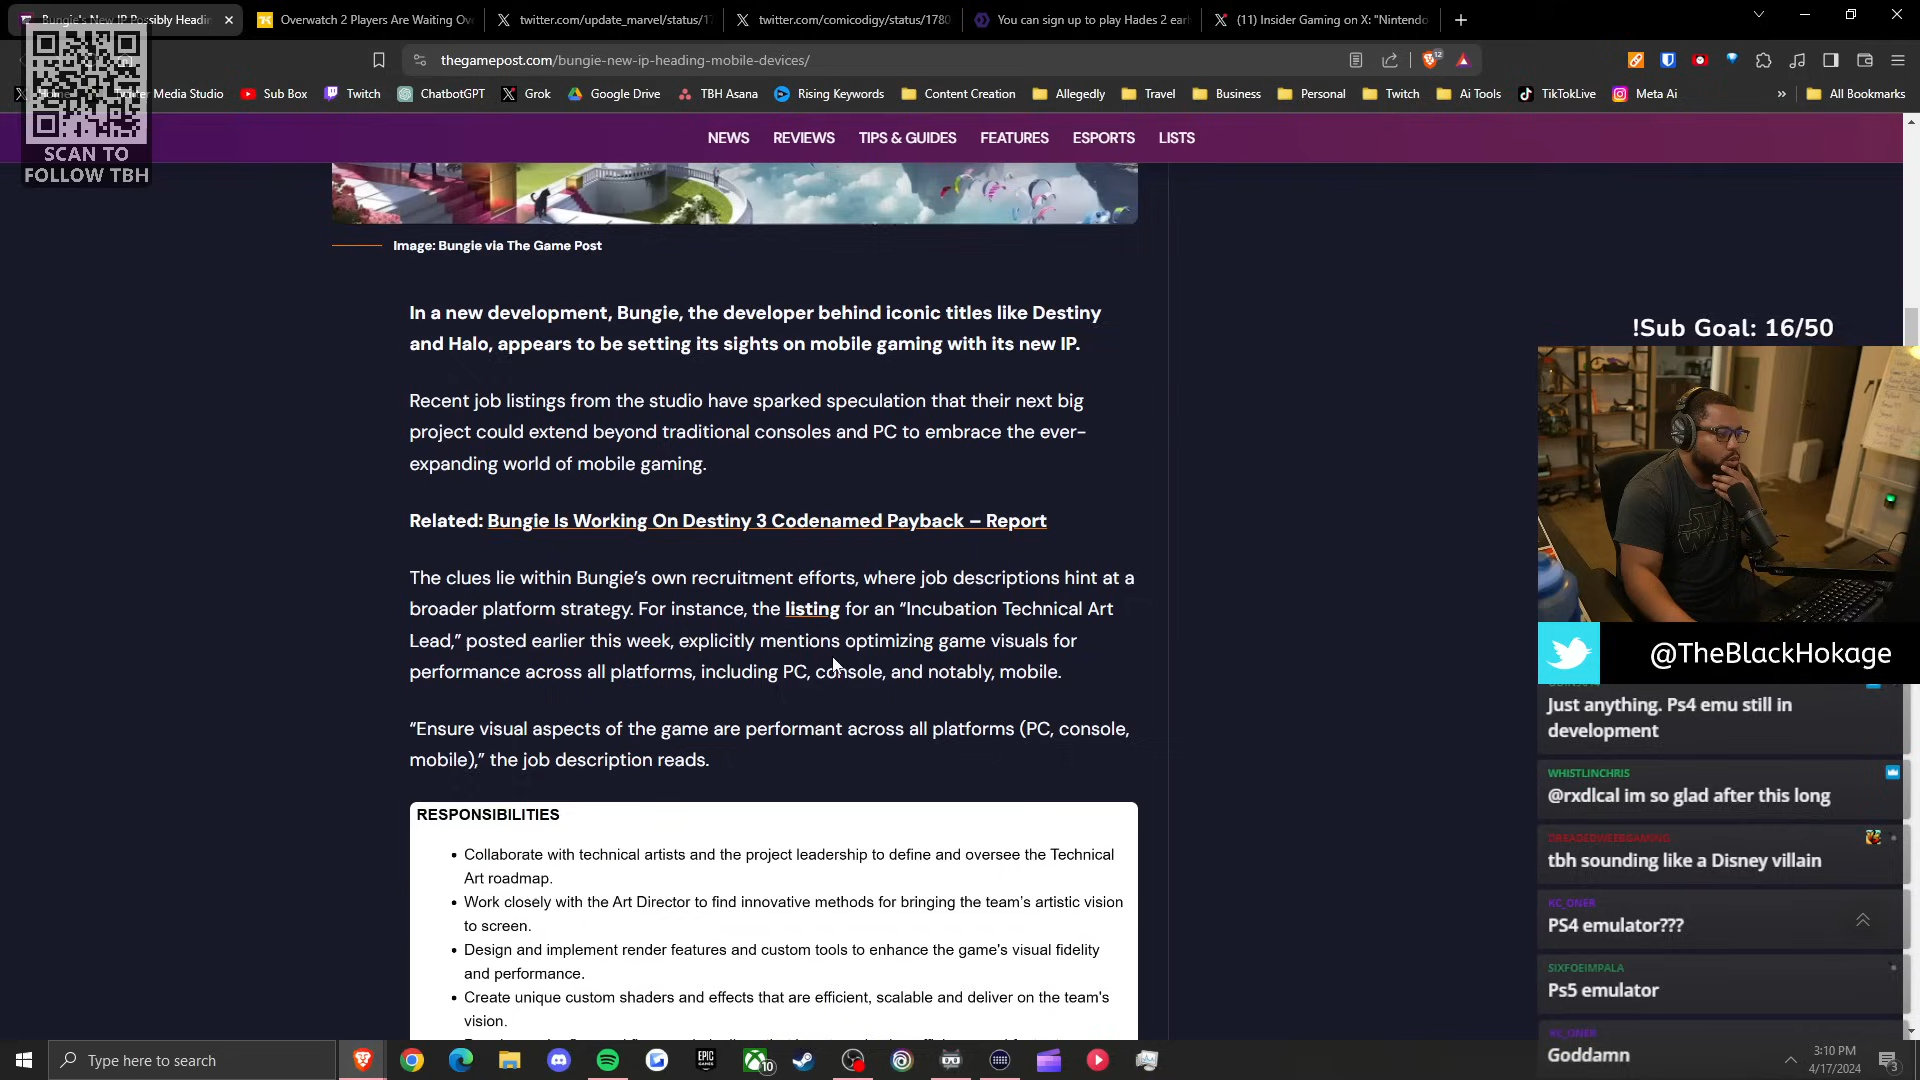 Bungie's New IP Possibly Headin
Overwatch 2 Players Are Waiting Ov
twitter.com/update_marvel/status/17
twitter.com/comicodigy/status/1780
You can sign up to play Hades 2 earl
(11) Insider Gaming on X: "Nintendo
thegamepost.com/bungie-new-ip-heading-mobile-devices/
12
Media Studio
Sub Box
Twitch
ChatbotGPT
Grok
Google Drive
TBH Asana
Rising Keywords
Content Creation
Allegedly
Travel
Business
Personal
Twitch
Ai Tools
TikTokLive
Meta Ai
»
All Bookmarks
SCAN TO
FOLLOW TBH
NEWS
REVIEWS
TIPS & GUIDES
FEATURES
ESPORTS
LISTS
Image: Bungie via The Game Post
In a new development, Bungie, the developer behind iconic titles like Destiny
and Halo, appears to be setting its sights on mobile gaming with its new IP.
Recent job listings from the studio have sparked speculation that their next big
project could extend beyond traditional consoles and PC to embrace the ever-
expanding world of mobile gaming.
Related: Bungie Is Working On Destiny 3 Codenamed Payback – Report
The clues lie within Bungie's own recruitment efforts, where job descriptions hint at a
broader platform strategy. For instance, the listing for an “Incubation Technical Art
Lead,” posted earlier this week, explicitly mentions optimizing game visuals for
performance across all platforms, including PC, console, and notably, mobile.
“Ensure visual aspects of the game are performant across all platforms (PC, console,
mobile),” the job description reads.
RESPONSIBILITIES
• Collaborate with technical artists and the project leadership to define and oversee the Technical
Art roadmap.
• Work closely with the Art Director to find innovative methods for bringing the team's artistic vision
to screen.
• Design and implement render features and custom tools to enhance the game's visual fidelity
and performance.
• Create unique custom shaders and effects that are efficient, scalable and deliver on the team's
vision.
!Sub Goal: 16/50
STAR
WARS
@TheBlackHokage
Just anything. Ps4 emu still in
development
WHISTLINCHRIS
@rxdlcal im so glad after this long
DREADEDWEEBGAMING
tbh sounding like a Disney villain
KC_ONER
PS4 emulator???
SIXFOEIMPALA
Ps5 emulator
KC_ONER
Goddamn
Type here to search
EPIC
GAMES
10
3:10 PM
4/17/2024
3